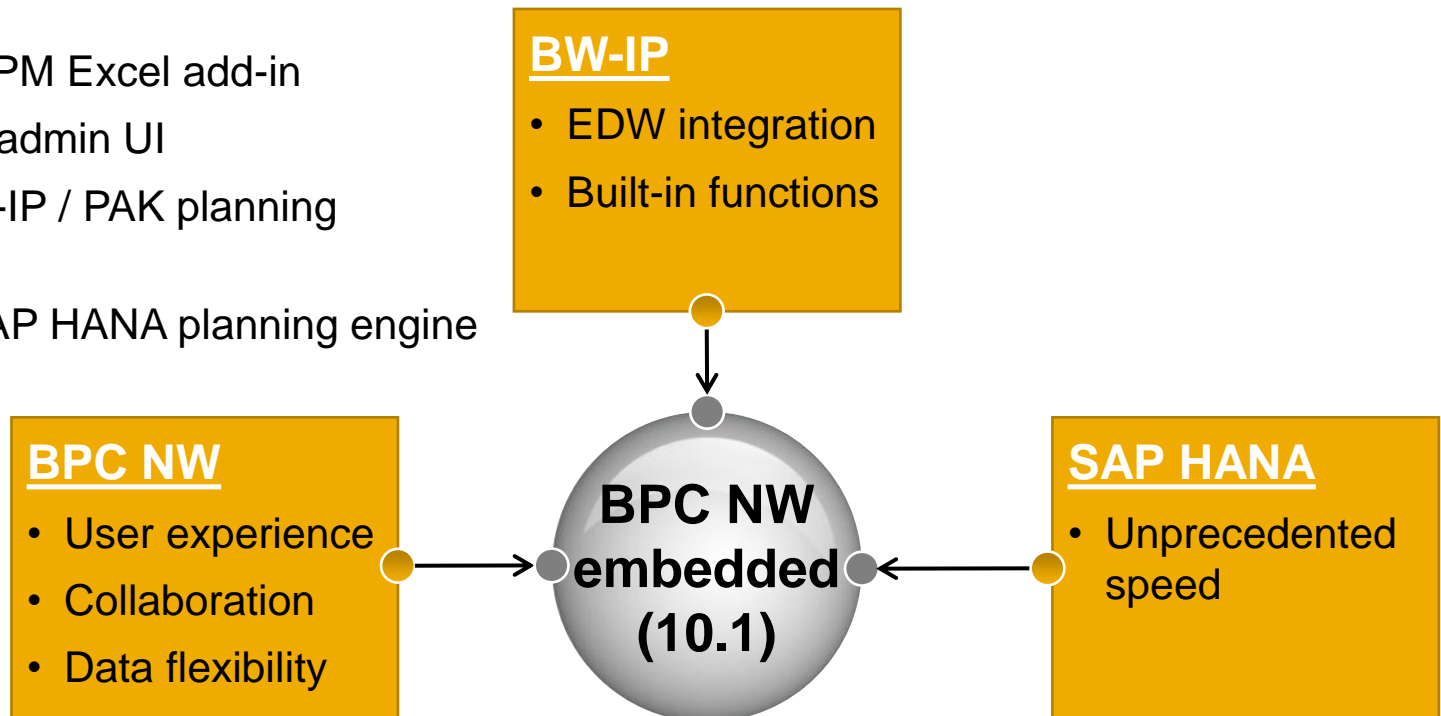 PM Excel add-in
admin UI
-IP / PAK planning
AP HANA planning engine
BW-IP
• EDW integration
• Built-in functions
BPC NW
• User experience
• Collaboration
• Data flexibility
BPC NW
embedded
(10.1)
SAP HANA
• Unprecedented
speed